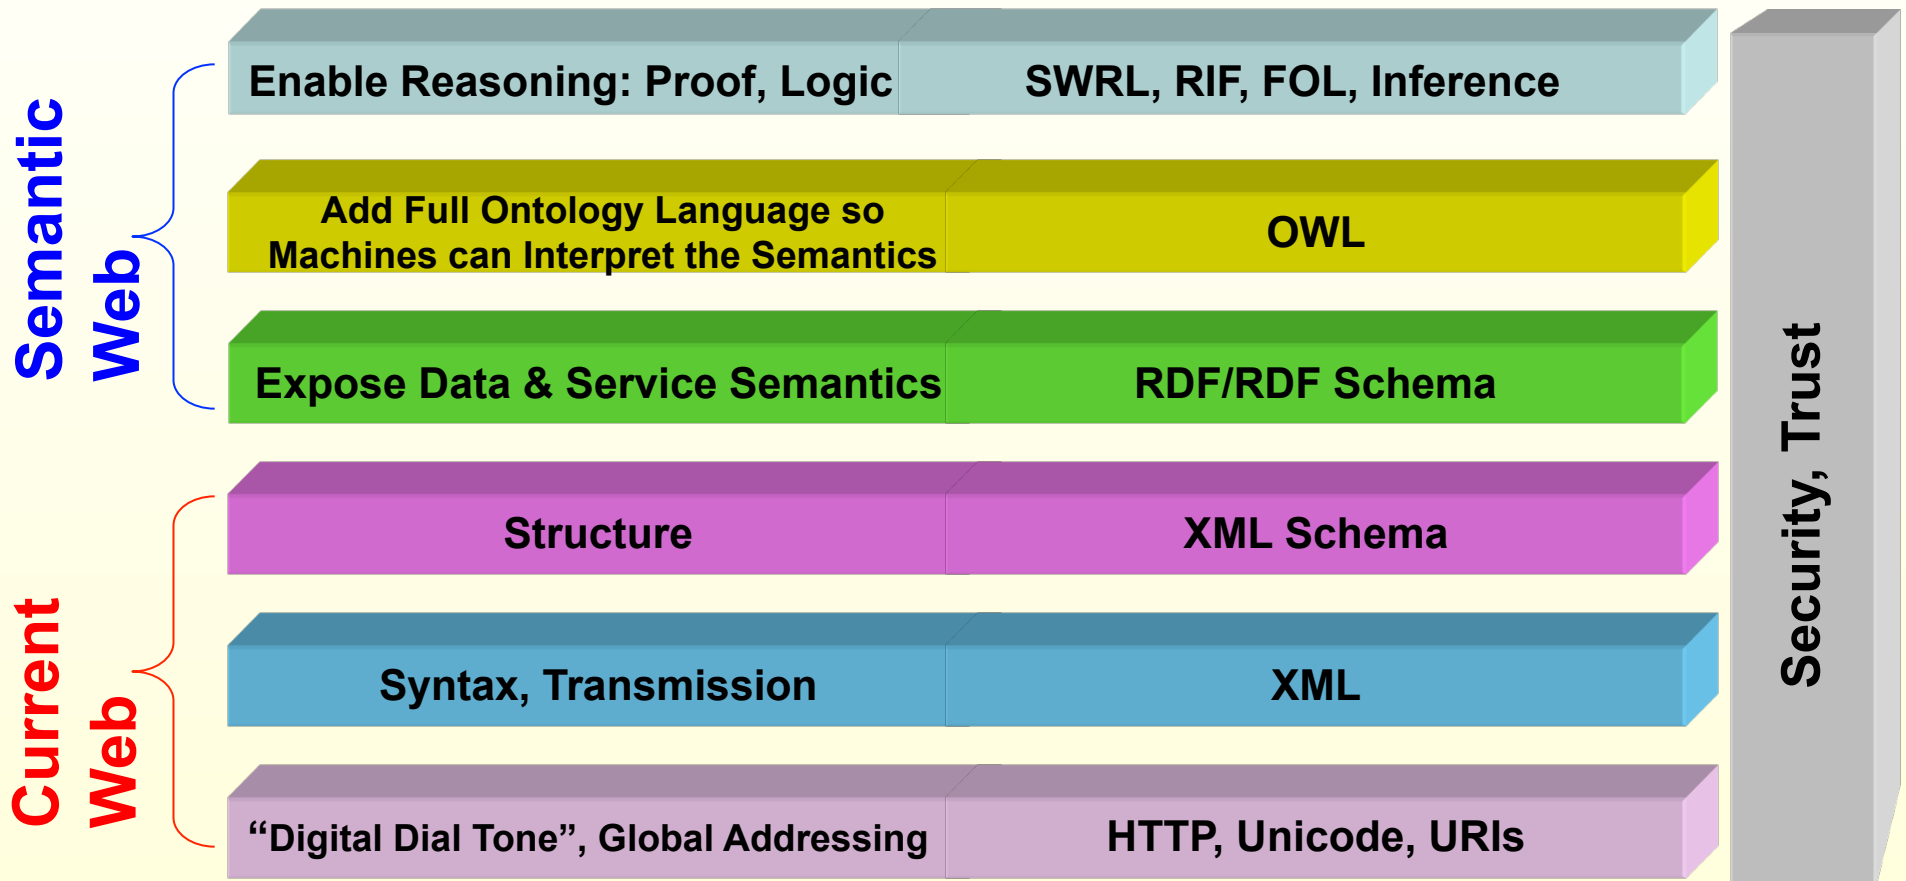 Semantic
Web
Enable Reasoning: Proof, Logic
SWRL, RIF, FOL, Inference
Add Full Ontology Language so
Machines can Interpret the Semantics
OWL
Expose Data & Service Semantics
RDF/RDF Schema
Current
Web
Structure
XML Schema
Syntax, Transmission
XML
“Digital Dial Tone”, Global Addressing
HTTP, Unicode, URIs
Security, Trust